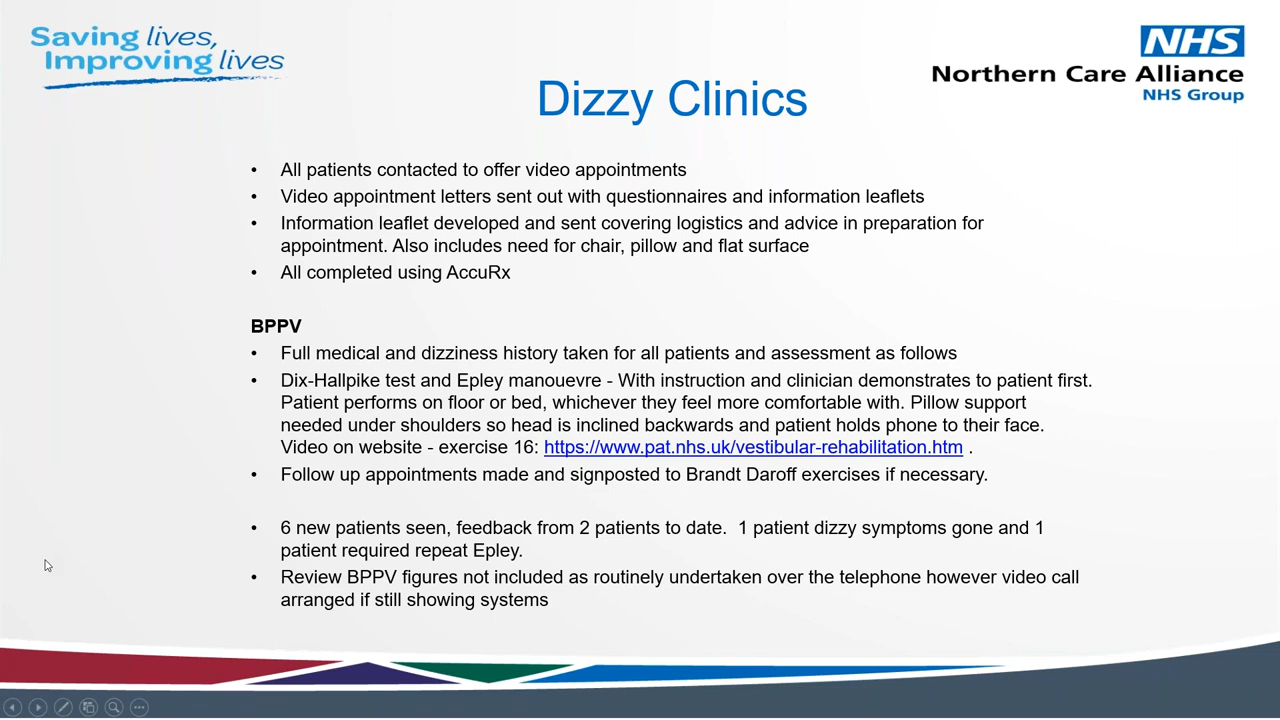 Saving lives,
Improving lives
NHS
Northern Care Alliance
NHS Group
Dizzy Clinics
• All patients contacted to offer video appointments
• Video appointment letters sent out with questionnaires and information leaflets
• Information leaflet developed and sent covering logistics and advice in preparation for
appointment. Also includes need for chair, pillow and flat surface
• All completed using AccuRx
BPPV
• Full medical and dizziness history taken for all patients and assessment as follows
• Dix-Hallpike test and Epley manouevre - With instruction and clinician demonstrates to patient first.
Patient performs on floor or bed, whichever they feel more comfortable with. Pillow support
needed under shoulders so head is inclined backwards and patient holds phone to their face.
Video on website - exercise 16: https://www.pat.nhs.uk/vestibular-rehabilitation.htm .
• Follow up appointments made and signposted to Brandt Daroff exercises if necessary.
• 6 new patients seen, feedback from 2 patients to date.  1 patient dizzy symptoms gone and 1
patient required repeat Epley.
• Review BPPV figures not included as routinely undertaken over the telephone however video call
arranged if still showing systems